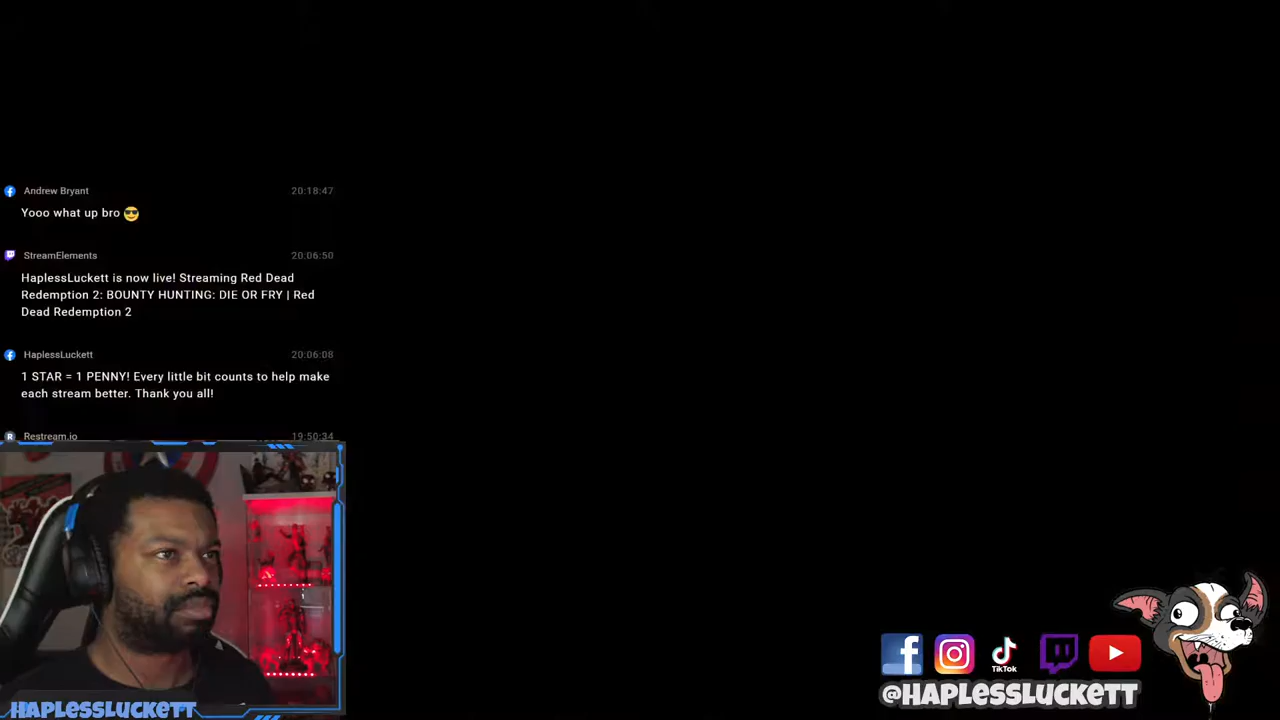 Andrew Bryant 20:18:47
Yooo what up bro 😎
StreamElements 20:06:50
HaplessLuckett is now live! Streaming Red Dead
Redemption 2: BOUNTY HUNTING: DIE OR FRY | Red
Dead Redemption 2
HaplessLuckett 20:06:08
1 STAR = 1 PENNY! Every little bit counts to help make
each stream better. Thank you all!
Restream.io 19:50:34
HAPLESSLUCKETT
TikTok
@HAPLESSLUCKETT